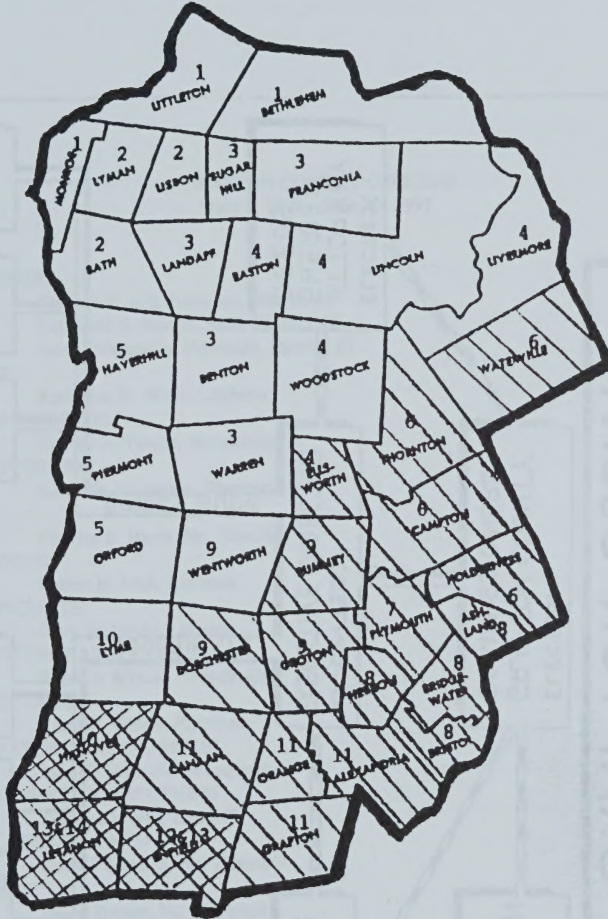 1
LITTLETON
1
BETHLEHEM
1
MONROE
2
LYMAN
2
LISBON
3
SUGAR
HILL
3
FRANCONIA
2
BATH
3
LANDAFF
4
EASTON
4
LINCOLN
4
LIVERMORE
5
HAVERHILL
3
BENTON
4
WOODSTOCK
6
WATERVILLE
5
PIERMONT
3
WARREN
4
ELLS-
WORTH
6
THORNTON
6
CAMPTON
5
ORFORD
9
WENTWORTH
9
RUMNEY
HOLDERNESS
6
7
PLYMOUTH
ASH-
LAND
8
10
LYME
9
DORCHESTER
9
GROTON
8
HEBRON
8
BRIDGE-
WATER
8
BRISTOL
10
HANOVER
11
CANAAN
11
ORANGE
11
ALEXANDRIA
13&14
LEBANON
12&13
ENFIELD
11
GRAFTON